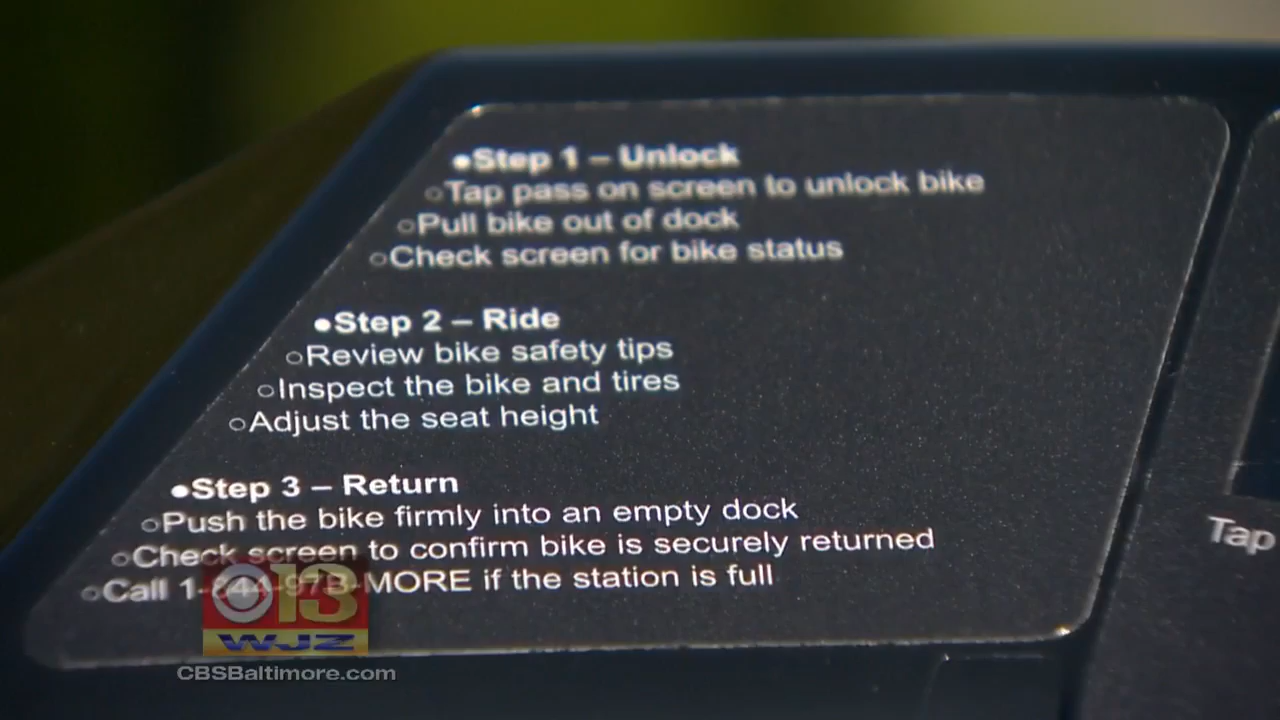 ●Step 1 – Unlock
○Tap pass on screen to unlock bike
○Pull bike out of dock
○Check screen for bike status
●Step 2 – Ride
○Review bike safety tips
○Inspect the bike and tires
○Adjust the seat height
●Step 3 – Return
○Push the bike firmly into an empty dock
○Check screen to confirm bike is securely returned
○Call 1-844-97B-MORE if the station is full
Tap
13
WJZ
CBSBaltimore.com